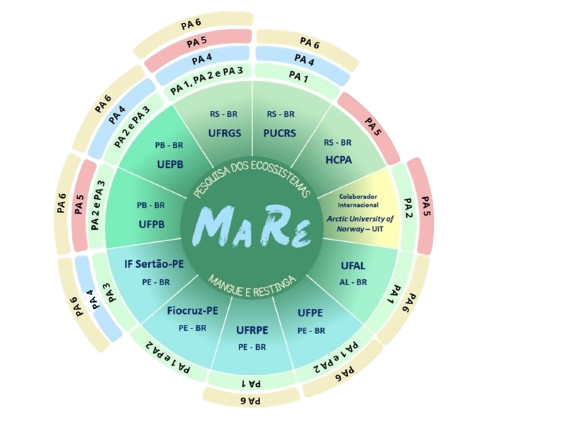 PA 6
PA 5
PA 4
PA 1, PA 2 e PA 3
PA 6
PA 4
PA 1
PA 5
PA 5
PA 2
PA 6
PA 1
PA 6
PA 1 e PA 2
PA 6
PA 1
PA 1 e PA 2
PA 6
PA 4
PA 3
PA 6
PA 5
PA 2 e PA 3
PA 6
PA 4
PA 2 e PA 3
RS - BR
UFRGS
RS - BR
PUCRS
RS - BR
HCPA
Colaborador
Internacional
Arctic University of
Norway – UIT
UFAL
AL - BR
UFPE
PE - BR
UFRPE
PE - BR
Fiocruz-PE
PE - BR
IF Sertão-PE
PE - BR
PB - BR
UFPB
PB - BR
UEPB
PESQUISA DOS ECOSSISTEMAS
MARE
MANGUE E RESTINGA